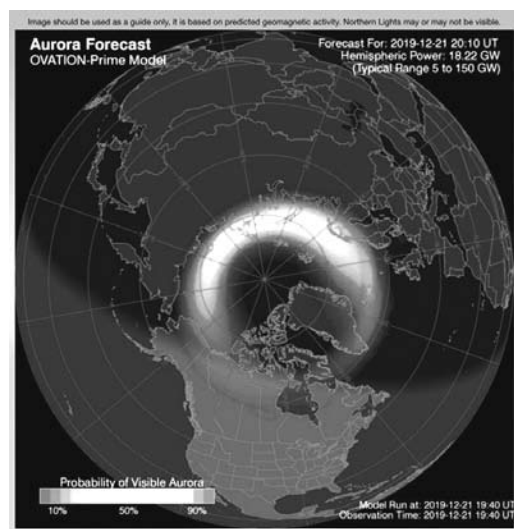 Image should be used as a guide only, it is based on predicted geomagnetic activity. Northern Lights may or may not be visible.
Aurora Forecast
OVATION-Prime Model
Forecast For: 2019-12-21 20:10 UT
Hemispheric Power: 18.22 GW
(Typical Range 5 to 150 GW)
Probability of Visible Aurora
10% 50% 90%
Model Run at: 2019-12-21 19:40 UT
Observation Time: 2019-12-21 19:40 UT